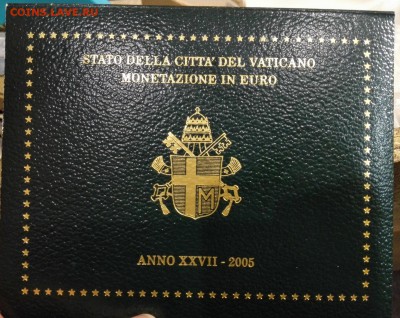 COINS.LAVE.RU
STATO DELLA CITTA' DEL VATICANO
MONETAZIONE IN EURO
M
ANNO XXVII - 2005